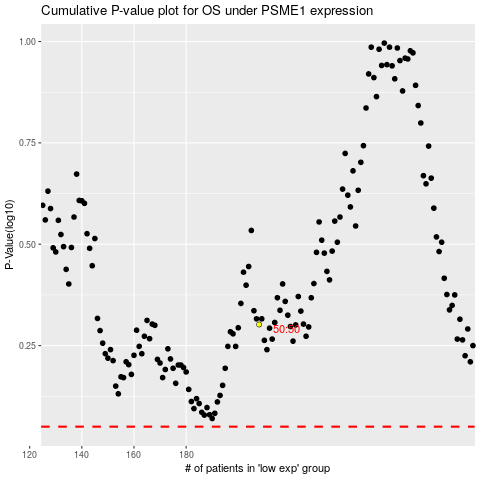 Cumulative P-value plot for OS under PSME1 expression
P-Value(log10)
1.00
0.75
0.50
0.25
50:50
120 140 160 180
# of patients in 'low exp' group